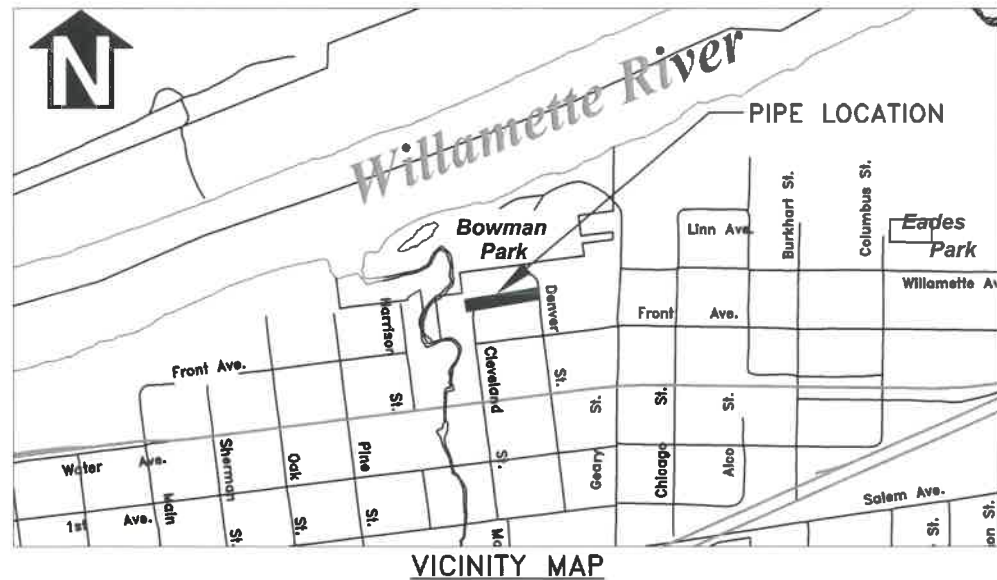 N
Willamette River
PIPE LOCATION
Bowman
Park
Linn Ave.
Burkhart St.
Columbus St.
Eades
Park
Willamette Av
Harrison
St.
Denver
St.
Front Ave.
Front Ave.
Cleveland
St.
Geary
St.
Chicago
St.
Alco
St.
Water Ave.
Sherman
St.
Oak
St.
Pine
St.
Main
1st Ave.
Salem Ave.
St.
on St.
VICINITY MAP